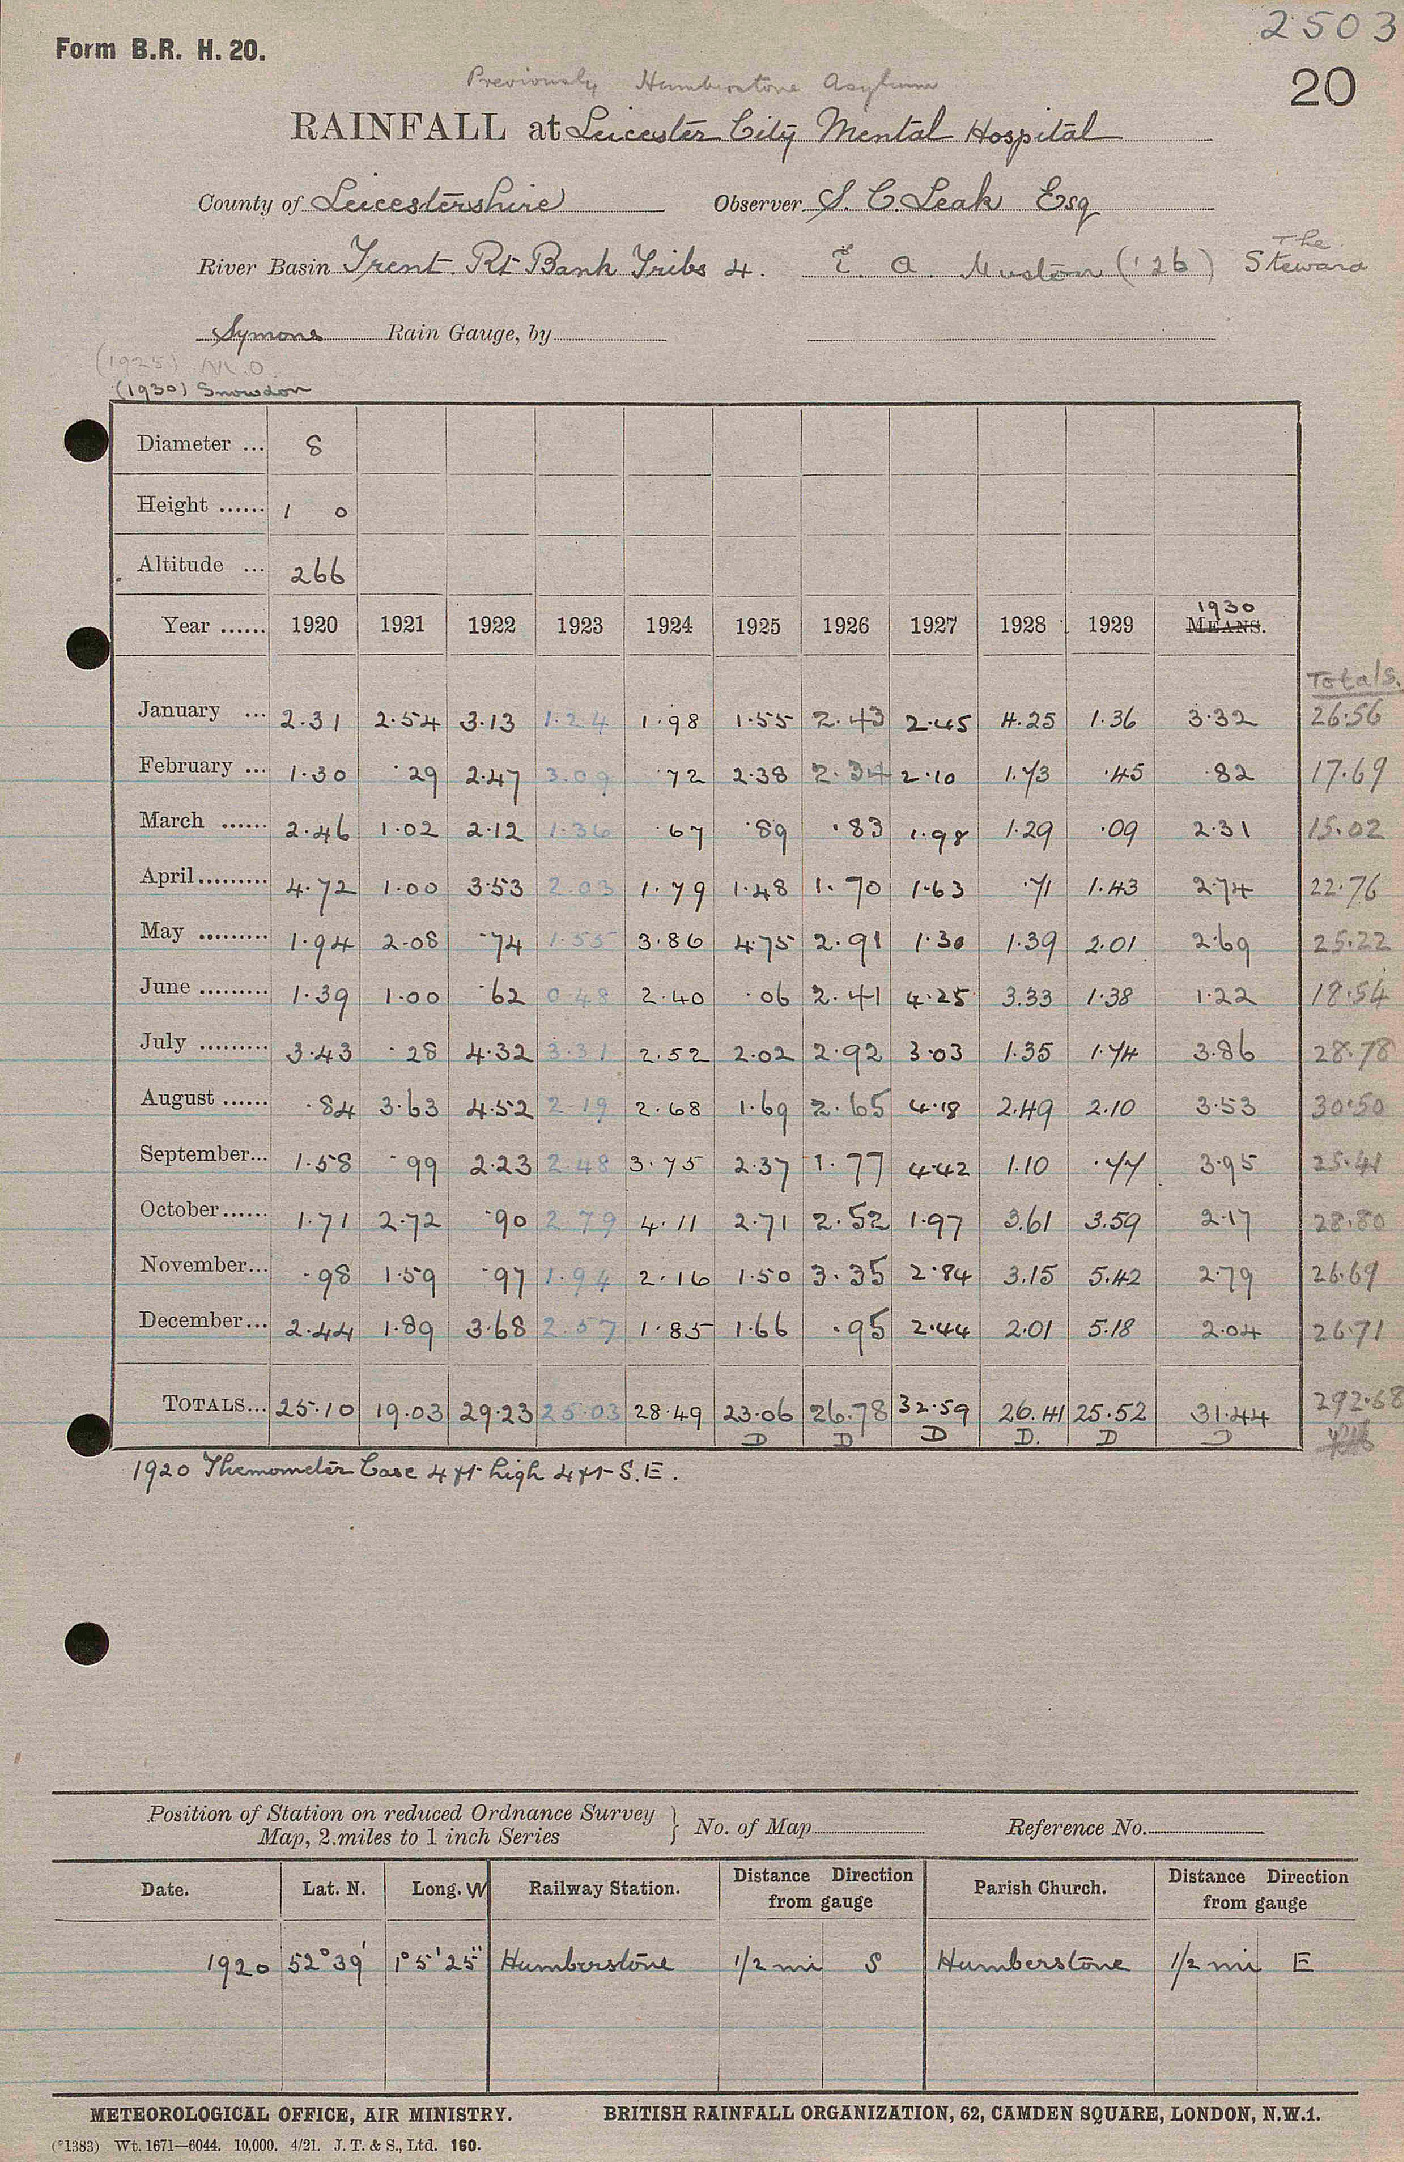 2503
Form B.R. H. 20.
20
Previously Humberstone Asylum
RAINFALL at Leicester City Mental Hospital
County of Leicestershire Observer S. C. Leak Esq
River Basin Trent Rt Bank Tribs 4. E. A. Muston ('26) The Steward
Symons Rain Gauge, by
(1925) M.O.
(1930) Snowdon
Diameter ... 8
Height ...... 1 0
Altitude ... 266
Year ...... 1920 1921 1922 1923 1924 1925 1926 1927 1928 1929 1930 MEANS.
Totals.
January ... 2.31 2.54 3.13 1.24 1.98 1.55 2.43 2.45 4.25 1.36 3.32 26.56
February ... 1.30 .29 2.47 3.09 .72 2.38 2.34 2.10 1.73 .45 .82 17.69
March ...... 2.46 1.02 2.12 1.36 .67 .89 .83 1.98 1.29 .09 2.31 15.02
April ......... 4.72 1.00 3.53 2.03 1.79 1.48 1.70 1.63 .71 1.43 2.74 22.76
May ......... 1.94 2.08 .74 1.55 3.86 4.75 2.91 1.30 1.39 2.01 2.69 25.22
June ......... 1.39 1.00 .62 0.48 2.40 .06 2.41 4.25 3.33 1.38 1.22 18.54
July ......... 3.43 .28 4.32 3.31 2.52 2.02 2.92 3.03 1.35 1.74 3.86 28.78
August ...... .84 3.63 4.52 2.19 2.68 1.69 2.65 4.18 2.49 2.10 3.53 30.50
September... 1.58 .99 2.23 2.48 3.75 2.37 1.77 4.42 1.10 .77 3.95 25.41
October...... 1.71 2.72 .90 2.79 4.11 2.71 2.52 1.97 3.61 3.59 2.17 28.80
November... .98 1.59 .97 1.94 2.16 1.50 3.35 2.84 3.15 5.42 2.79 26.69
December... 2.44 1.89 3.68 2.57 1.85 1.66 .95 2.44 2.01 5.18 2.04 26.71
TOTALS... 25.10 19.03 29.23 25.03 28.49 23.06 26.78 32.59 26.41 25.52 31.44 292.68
D D D D. D D
1920 Themometer Case 4 ft high 4 ft S.E.
Position of Station on reduced Ordnance Survey Map, 2 miles to 1 inch Series } No. of Map Reference No.
Date. Lat. N. Long. W Railway Station. Distance Direction from gauge Parish Church. Distance Direction from gauge
1920 52° 39' 1° 5' 25" Humberstone 1/2 mi S Humberstone 1/2 mi E
METEOROLOGICAL OFFICE, AIR MINISTRY. BRITISH RAINFALL ORGANIZATION, 62, CAMDEN SQUARE, LONDON, N.W.1.
(*1383) Wt. 1671—6044. 10,000. 4/21. J. T. & S., Ltd. 160.